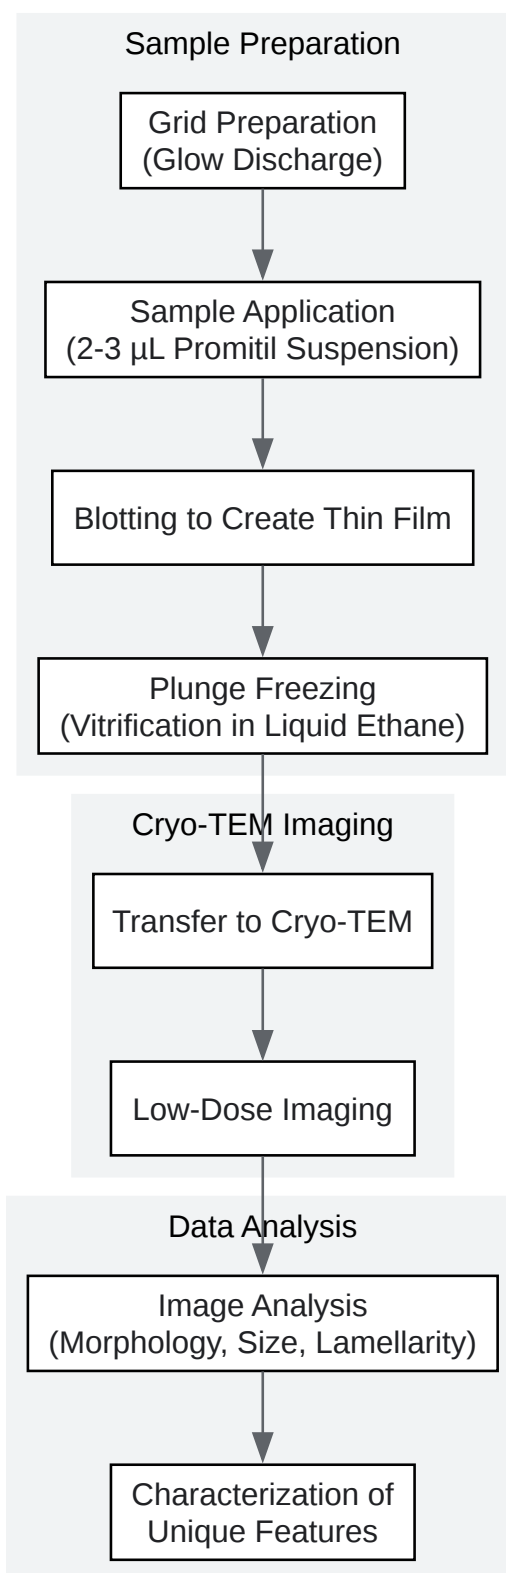 Sample Preparation
Grid Preparation
(Glow Discharge)
Sample Application
(2-3 µL Promitil Suspension)
Blotting to Create Thin Film
Plunge Freezing
(Vitrification in Liquid Ethane)
Cryo-TEM Imaging
Transfer to Cryo-TEM
Low-Dose Imaging
Data Analysis
Image Analysis
(Morphology, Size, Lamellarity)
Characterization of
Unique Features